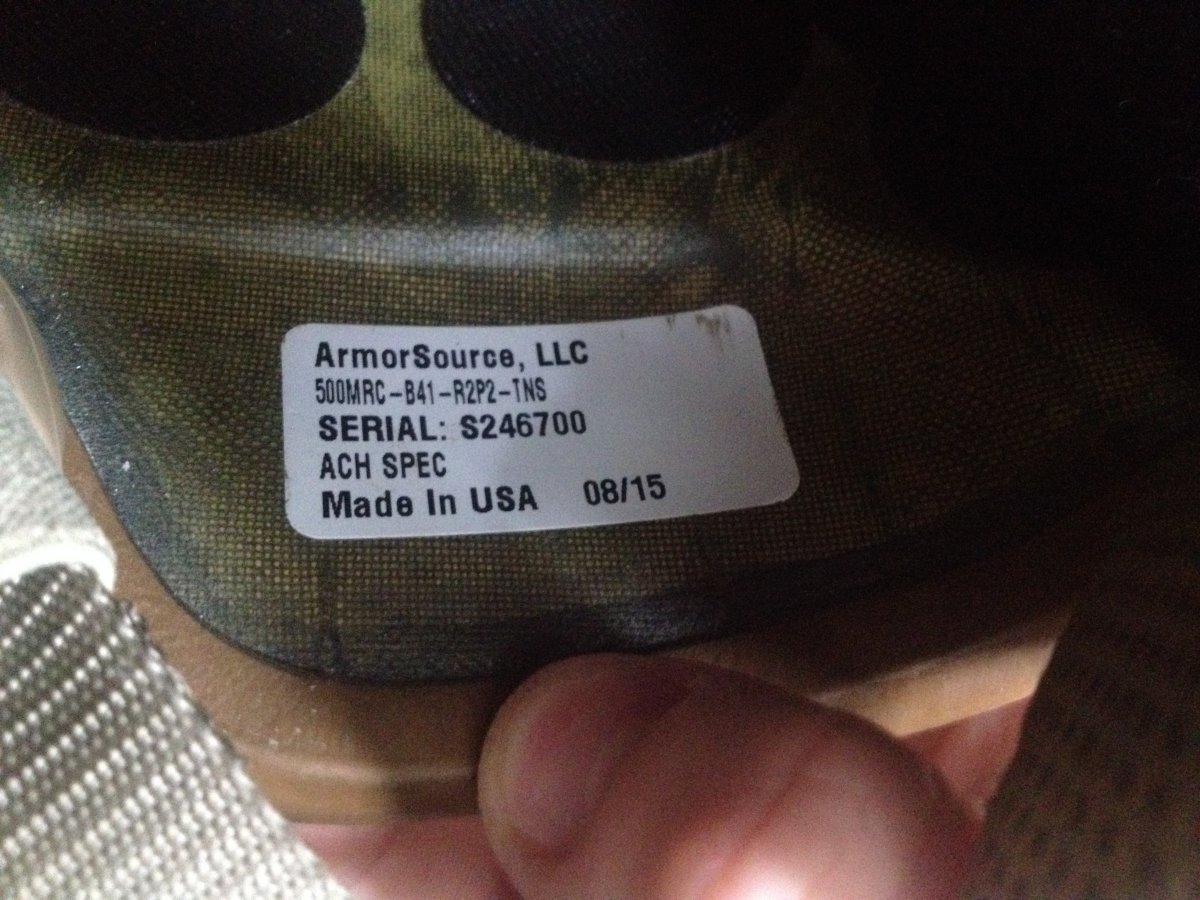 ArmorSource, LLC
500MRC-B41-R2P2-TNS
SERIAL: S246700
ACH SPEC
Made In USA 08/15